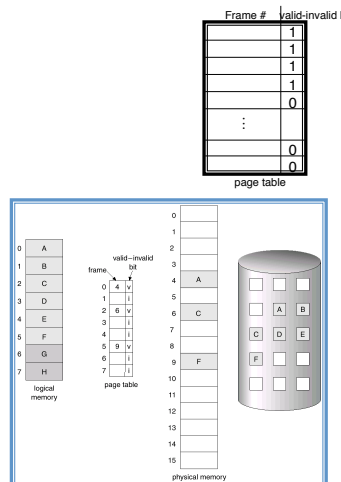 Frame # valid-invalid
1
1
1
1
0
⋮
0
0
page table
valid–invalid
frame bit
0 A
1 B
2 C
3 D
4 E
5 F
6 G
7 H
logical
memory
0 4 v
1 i
2 6 v
3 i
4 i
5 9 v
6 i
7 i
page table
0
1
2
3
4 A
5
6 C
7
8
9 F
10
11
12
13
14
15
physical memory
A B
C D E
F